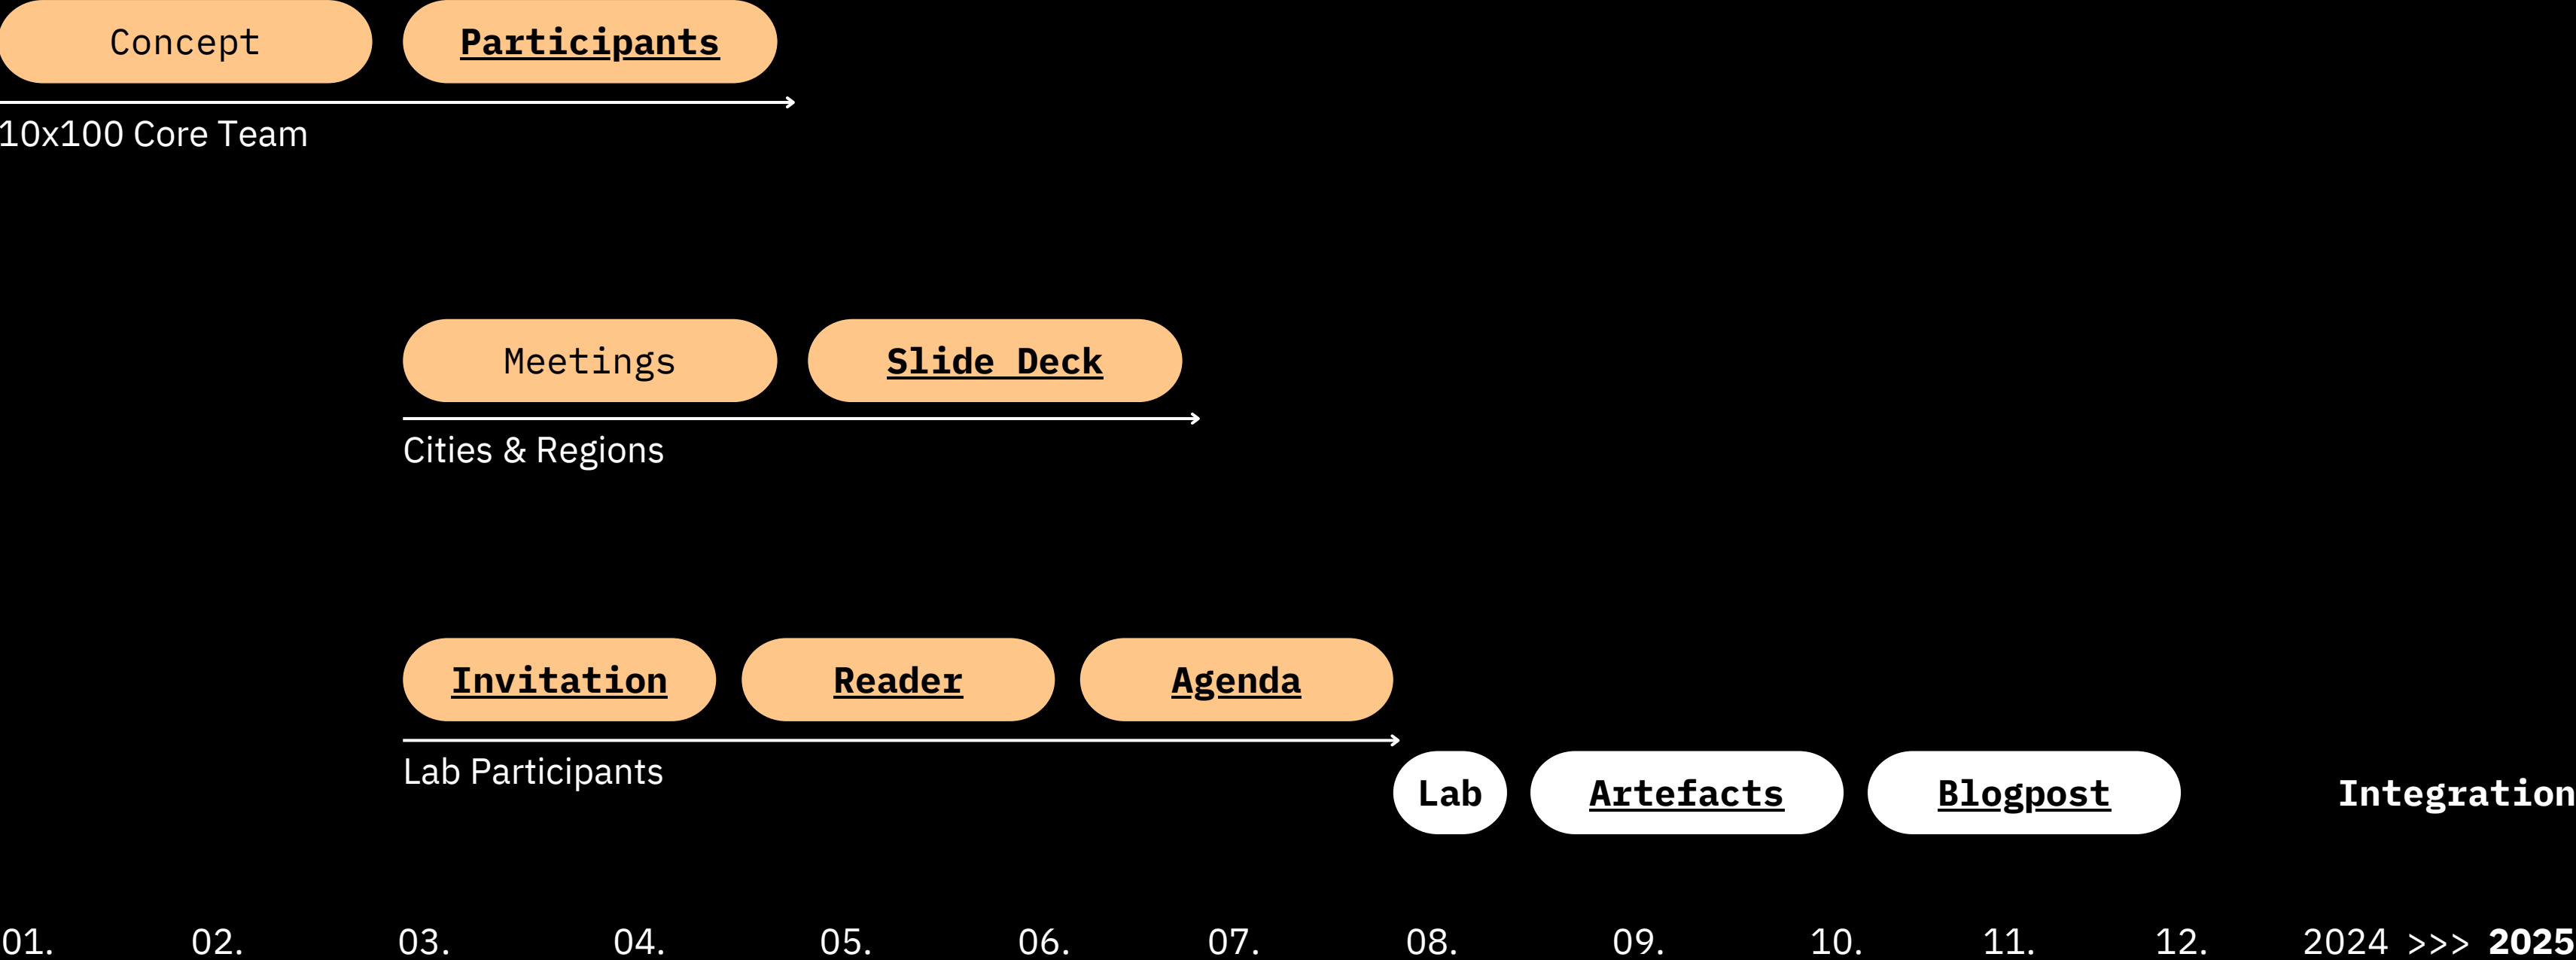 Concept Participants
10x100 Core Team
Meetings Slide Deck
Cities & Regions
Invitation Reader Agenda
Lab Participants
Lab Artefacts Blogpost Integration
01. 02. 03. 04. 05. 06. 07. 08. 09. 10. 11. 12. 2024 >>> 2025